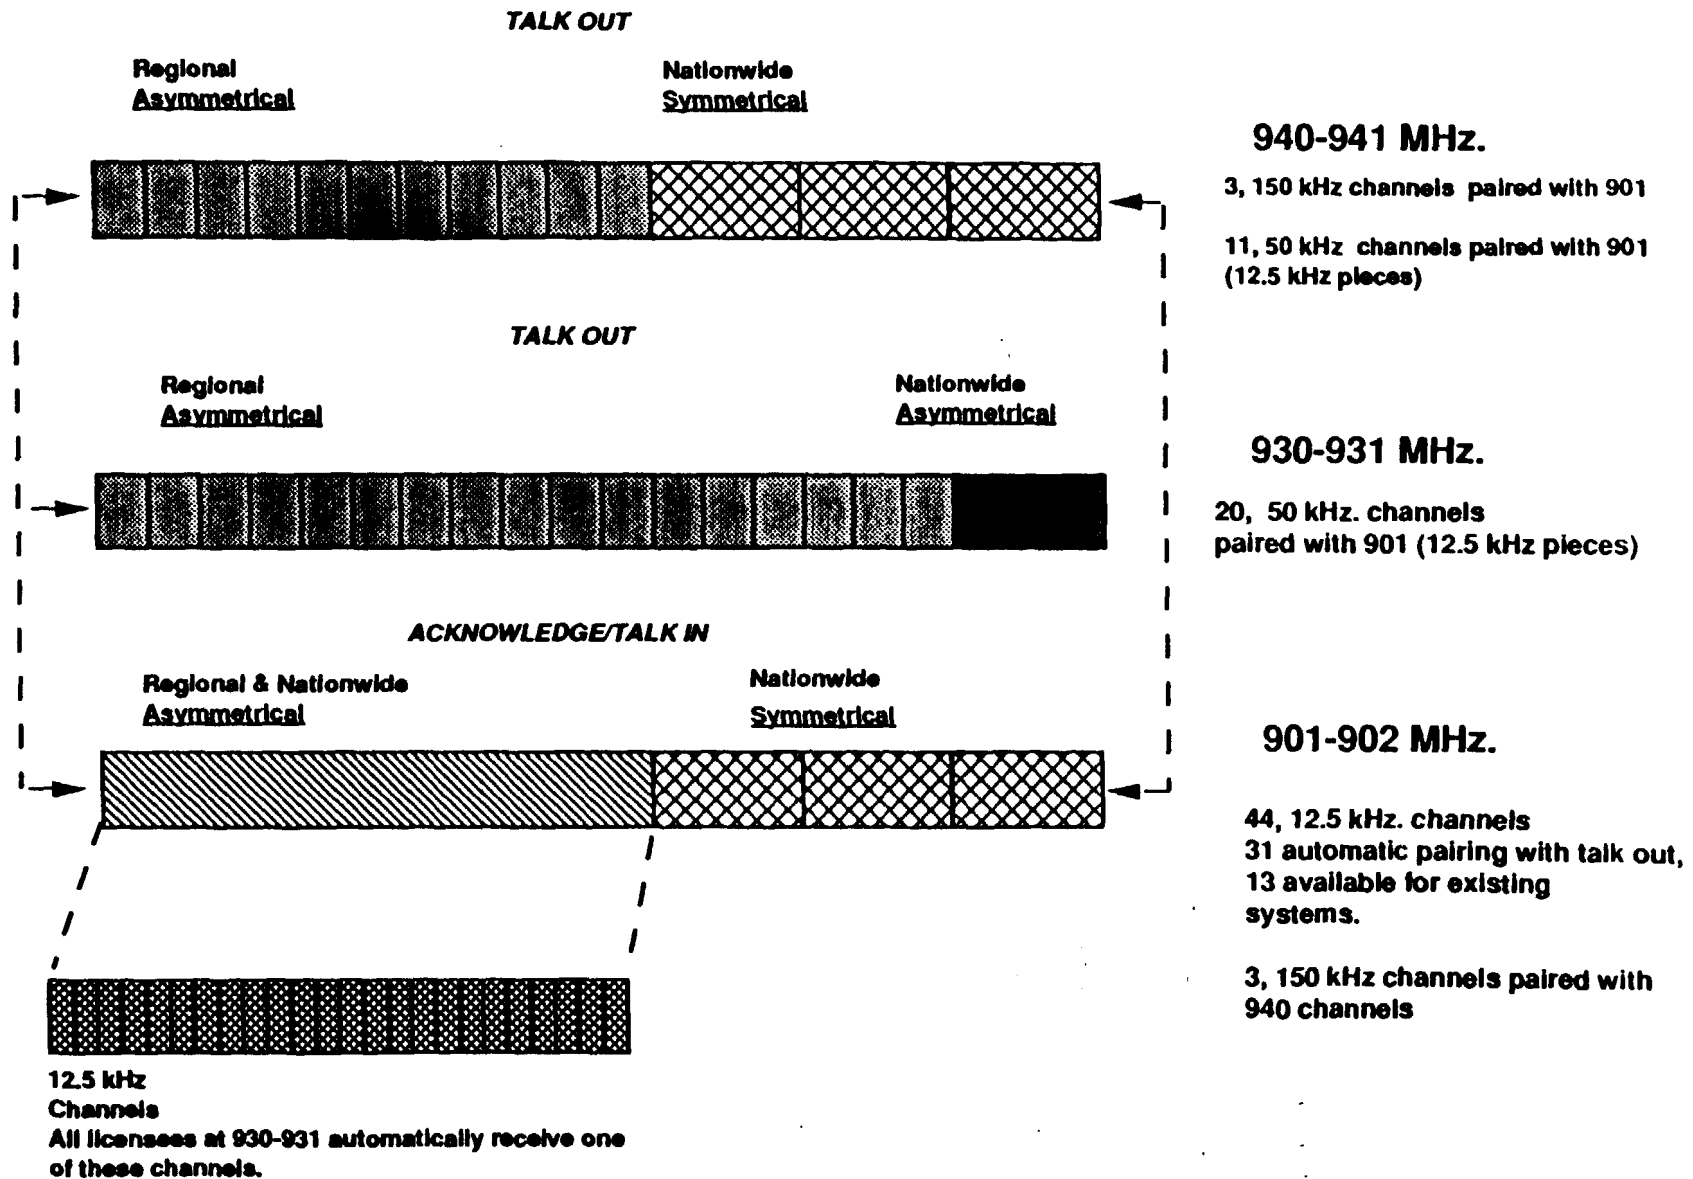 TALK OUT
Regional
Asymmetrical
Nationwide
Symmetrical
940-941 MHz.
3, 150 kHz channels paired with 901
11, 50 kHz channels paired with 901
(12.5 kHz pieces)
TALK OUT
Regional
Asymmetrical
Nationwide
Asymmetrical
930-931 MHz.
20, 50 kHz. channels
paired with 901 (12.5 kHz pieces)
ACKNOWLEDGE/TALK IN
Regional & Nationwide
Asymmetrical
Nationwide
Symmetrical
901-902 MHz.
44, 12.5 kHz. channels
31 automatic pairing with talk out,
13 available for existing
systems.
3, 150 kHz channels paired with
940 channels
12.5 kHz
Channels
All licensees at 930-931 automatically receive one
of these channels.